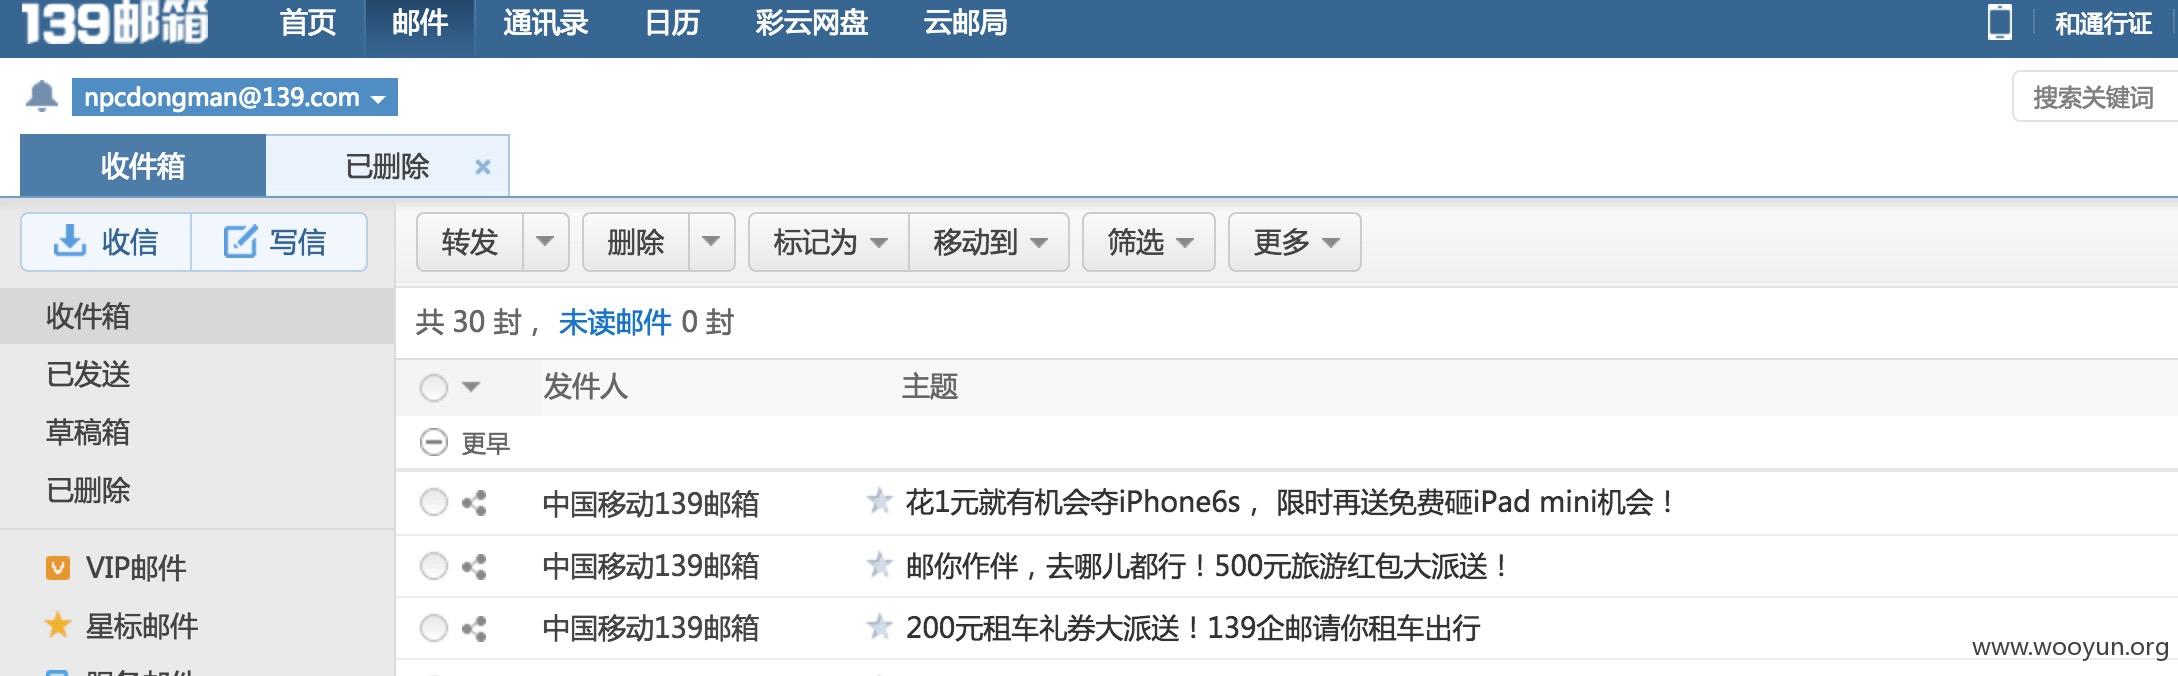 139邮箱 首页 邮件 通讯录 日历 彩云网盘 云邮局 和通行证
npcdongman@139.com 搜索关键词
收件箱 已删除 ×
收信 写信 转发 删除 标记为 移动到 筛选 更多
收件箱
已发送
草稿箱
已删除
VIP邮件
星标邮件
共 30 封， 未读邮件 0 封
发件人 主题
更早
中国移动139邮箱 花1元就有机会夺iPhone6s， 限时再送免费砸iPad mini机会！
中国移动139邮箱 邮你作伴，去哪儿都行！500元旅游红包大派送！
中国移动139邮箱 200元租车礼券大派送！139企邮请你租车出行
www.wooyun.org